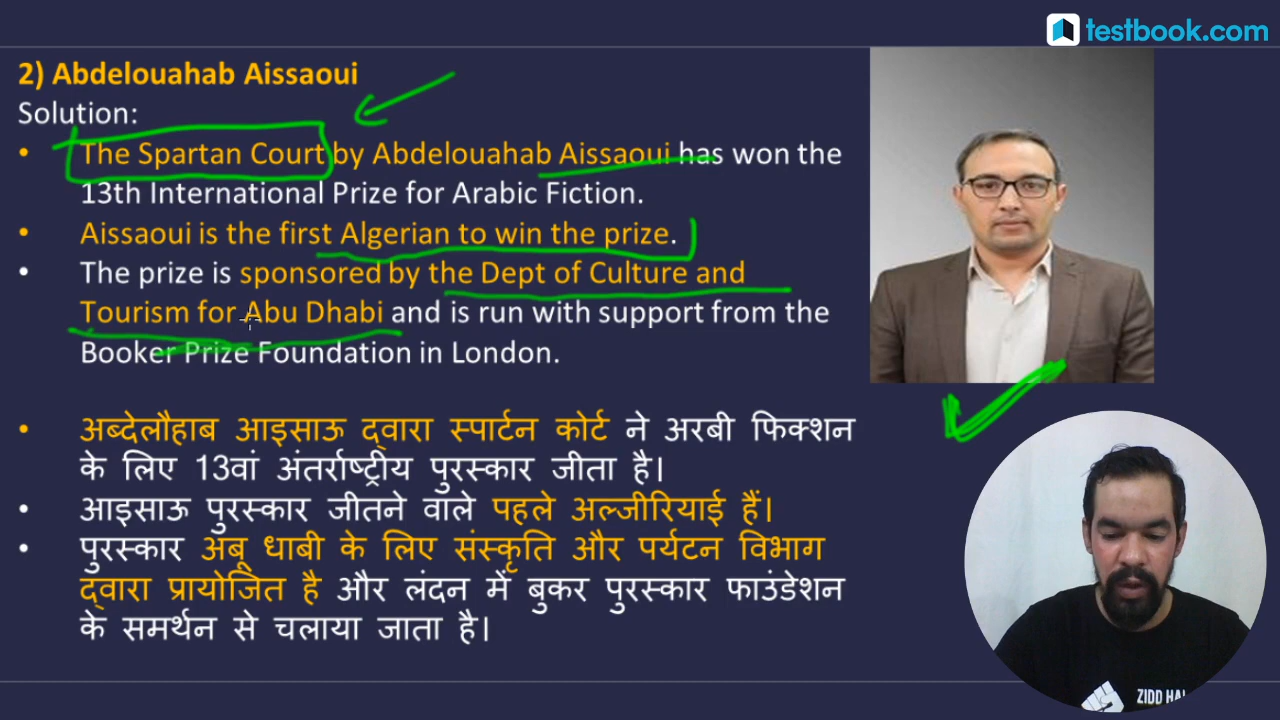 testbook.com
2) Abdelouahab Aissaoui
Solution:
• The Spartan Court by Abdelouahab Aissaoui has won the
13th International Prize for Arabic Fiction.
• Aissaoui is the first Algerian to win the prize.
• The prize is sponsored by the Dept of Culture and
Tourism for Abu Dhabi and is run with support from the
Booker Prize Foundation in London.
• अब्देलौहाब आइसाऊ द्वारा स्पार्टन कोर्ट ने अरबी फिक्शन
के लिए 13वां अंतर्राष्ट्रीय पुरस्कार जीता है।
• आइसाऊ पुरस्कार जीतने वाले पहले अल्जीरियाई हैं।
• पुरस्कार अबू धाबी के लिए संस्कृति और पर्यटन विभाग
द्वारा प्रायोजित है और लंदन में बुकर पुरस्कार फाउंडेशन
के समर्थन से चलाया जाता है।
ZIDD HAI